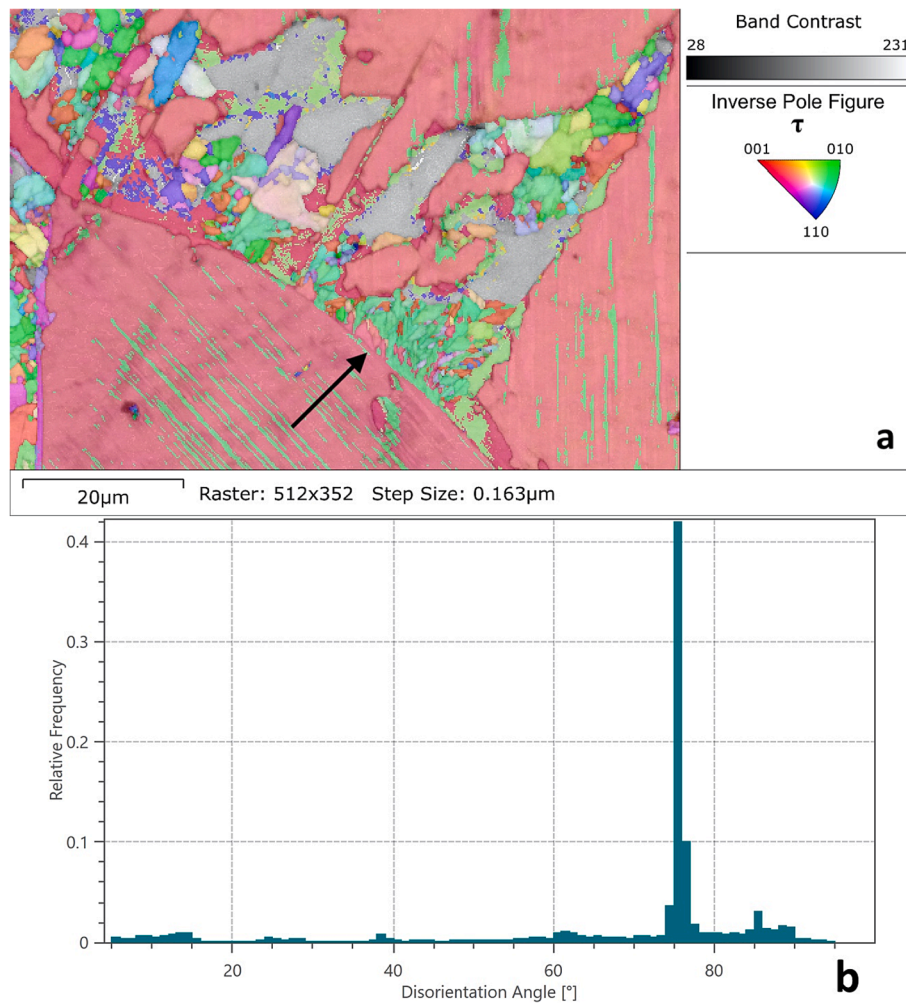 Band Contrast
28 231
Inverse Pole Figure
τ
001 010
110
a
20µm Raster: 512x352 Step Size: 0.163µm
0.4
0.3
0.2
0.1
0
Relative Frequency
20 40 60 80
Disorientation Angle [°]
b